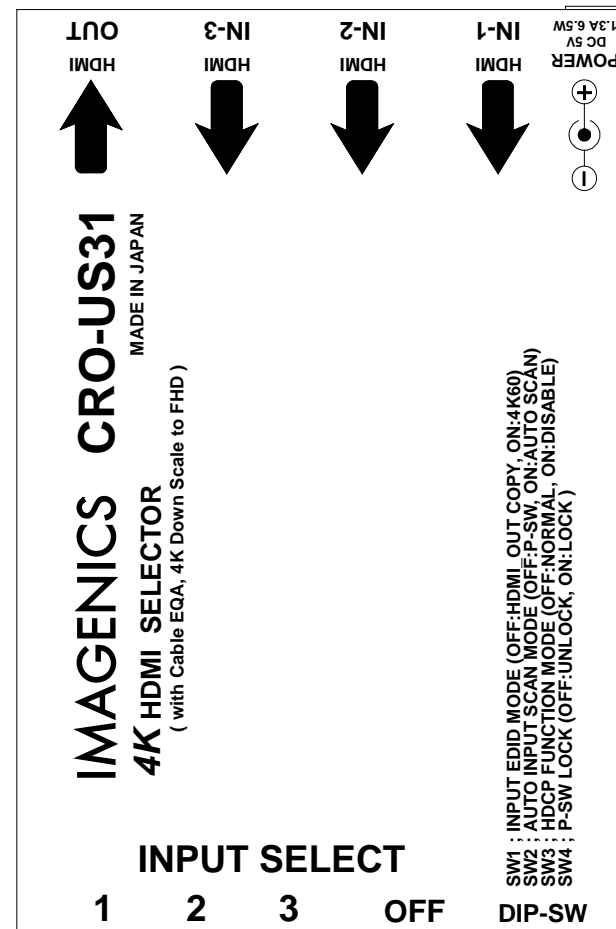 OUT
HDMI
IN-3
HDMI
IN-2
HDMI
IN-1
HDMI
1.3A 6.5W
DC 5V
POWER
IMAGENICS CRO-US31
MADE IN JAPAN
4K HDMI SELECTOR
( with Cable EQA, 4K Down Scale to FHD )
SW1 ; INPUT EDID MODE (OFF:HDMI_OUT COPY, ON:4K60)
SW2 ; AUTO INPUT SCAN MODE (OFF:P-SW, ON:AUTO SCAN)
SW3 ; HDCP FUNCTION MODE (OFF:NORMAL, ON:DISABLE)
SW4 ; P-SW LOCK (OFF:UNLOCK, ON:LOCK )
INPUT SELECT
1 2 3 OFF DIP-SW